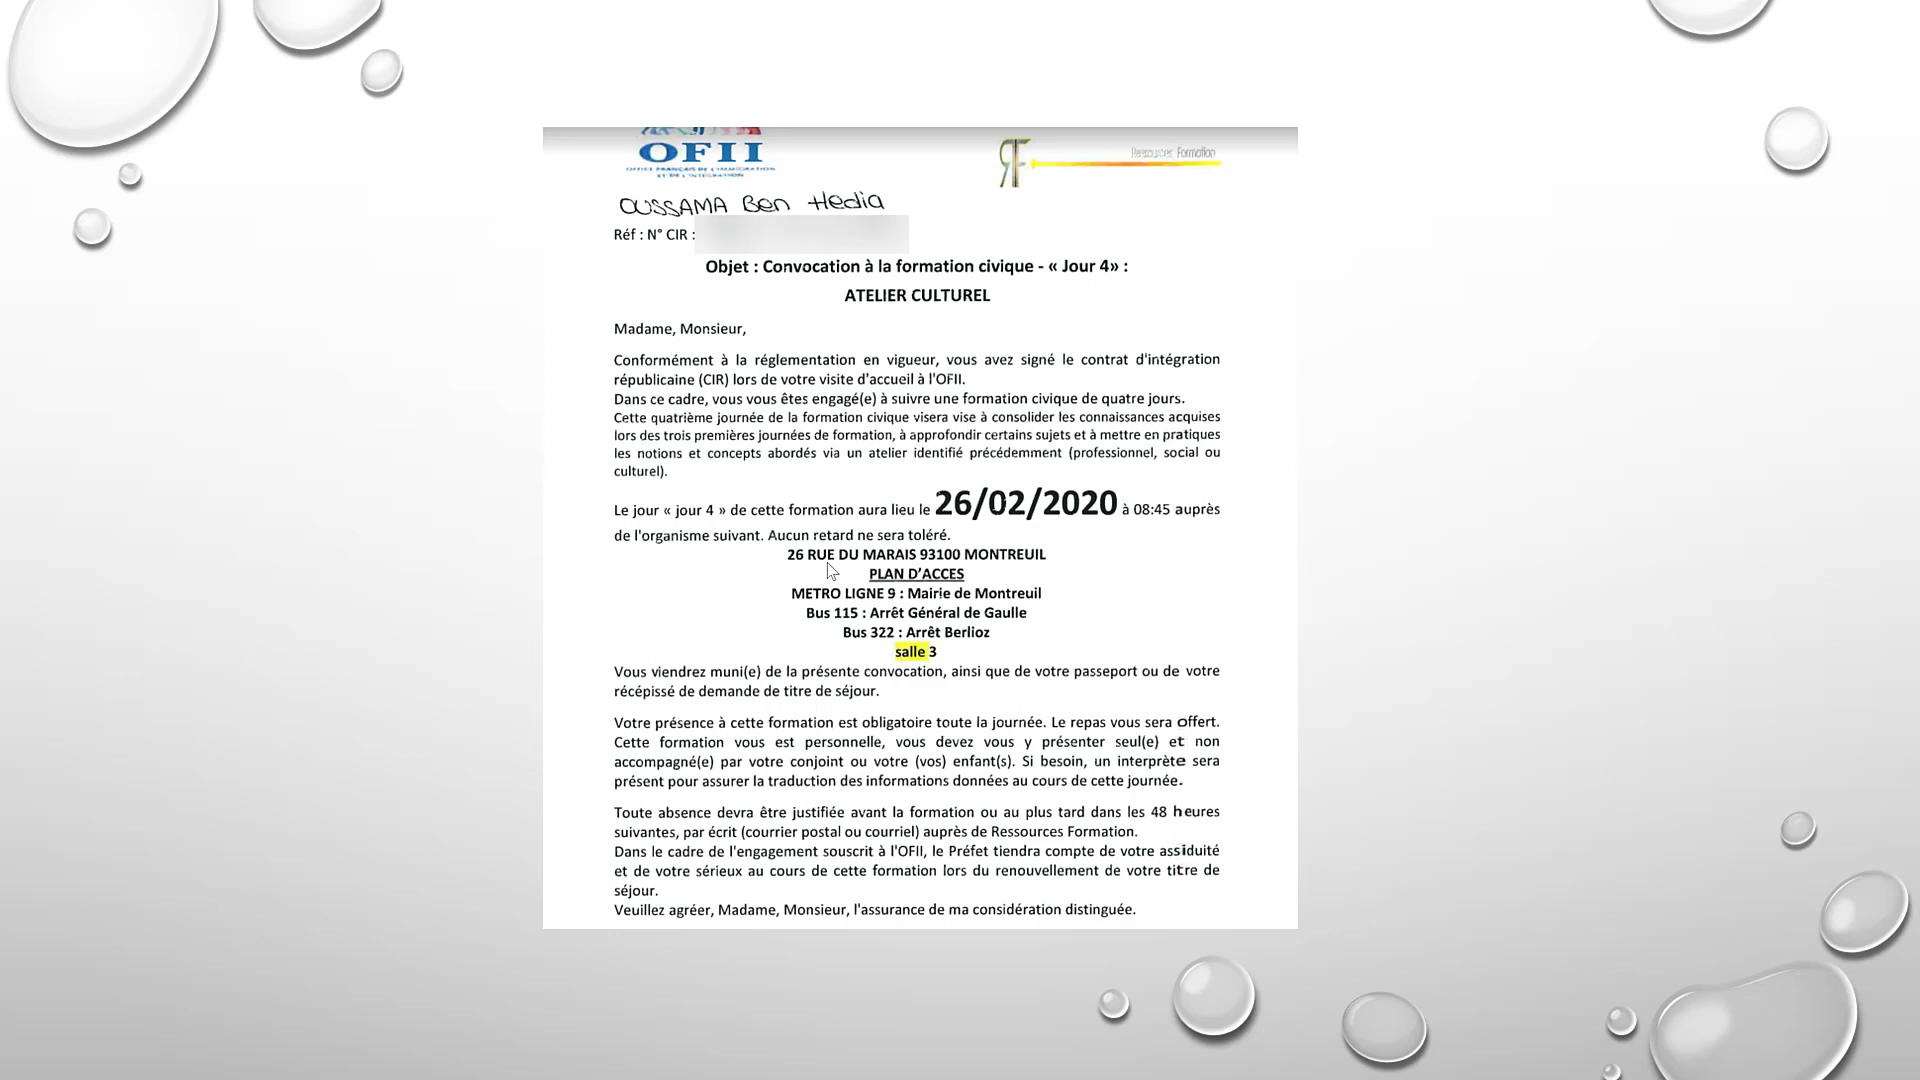 OFII
OFFICE FRANÇAIS DE L'IMMIGRATION
ET DE L'INTEGRATION
RF
Ressources Formation
OUSSAMA Ben Hedia
Réf : N° CIR :
Objet : Convocation à la formation civique - « Jour 4» :
ATELIER CULTUREL
Madame, Monsieur,
Conformément à la réglementation en vigueur, vous avez signé le contrat d'intégration
républicaine (CIR) lors de votre visite d'accueil à l'OFII.
Dans ce cadre, vous vous êtes engagé(e) à suivre une formation civique de quatre jours.
Cette quatrième journée de la formation civique visera vise à consolider les connaissances acquises
lors des trois premières journées de formation, à approfondir certains sujets et à mettre en pratiques
les notions et concepts abordés via un atelier identifié précédemment (professionnel, social ou
culturel).
Le jour « jour 4 » de cette formation aura lieu le 26/02/2020 à 08:45 auprès
de l'organisme suivant. Aucun retard ne sera toléré.
26 RUE DU MARAIS 93100 MONTREUIL
PLAN D'ACCES
METRO LIGNE 9 : Mairie de Montreuil
Bus 115 : Arrêt Général de Gaulle
Bus 322 : Arrêt Berlioz
salle 3
Vous viendrez muni(e) de la présente convocation, ainsi que de votre passeport ou de votre
récépissé de demande de titre de séjour.
Votre présence à cette formation est obligatoire toute la journée. Le repas vous sera offert.
Cette formation vous est personnelle, vous devez vous y présenter seul(e) et non
accompagné(e) par votre conjoint ou votre (vos) enfant(s). Si besoin, un interprète sera
présent pour assurer la traduction des informations données au cours de cette journée.
Toute absence devra être justifiée avant la formation ou au plus tard dans les 48 heures
suivantes, par écrit (courrier postal ou courriel) auprès de Ressources Formation.
Dans le cadre de l'engagement souscrit à l'OFII, le Préfet tiendra compte de votre assiduité
et de votre sérieux au cours de cette formation lors du renouvellement de votre titre de
séjour.
Veuillez agréer, Madame, Monsieur, l'assurance de ma considération distinguée.